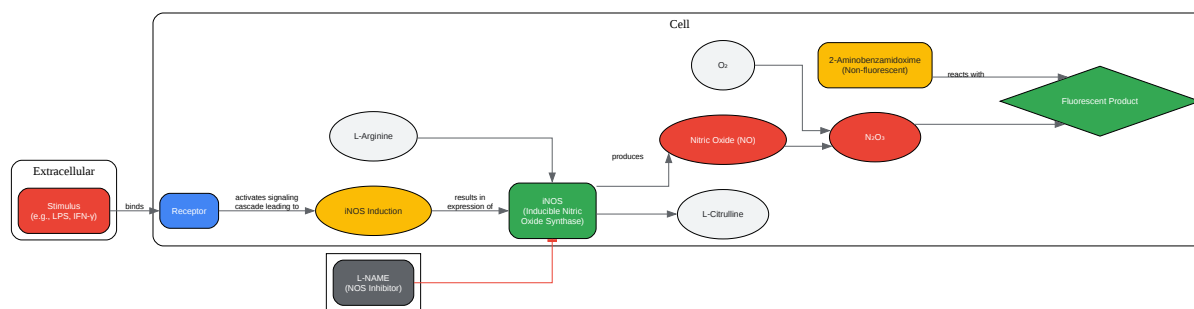 Cell
Extracellular
Stimulus
(e.g., LPS, IFN-γ)
binds
Receptor
activates signaling
cascade leading to
L-Arginine
iNOS Induction
results in
expression of
iNOS
(Inducible Nitric
Oxide Synthase)
L-NAME
(NOS Inhibitor)
produces
O₂
Nitric Oxide (NO)
L-Citrulline
2-Aminobenzamidoxime
(Non-fluorescent)
N₂O₃
reacts with
Fluorescent Product